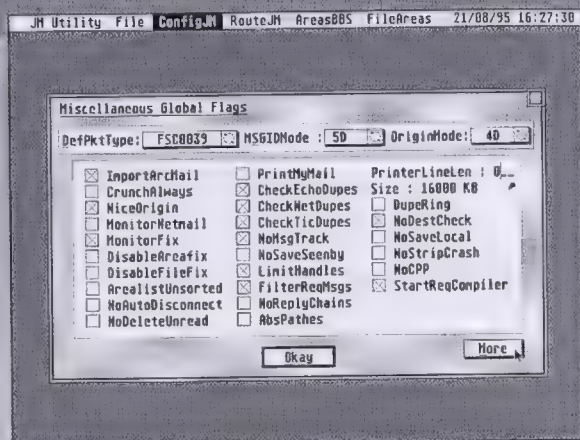 JM Utility File ConfigJM RouteJM AreasBBS FileAreas 21/08/95 16:27:30
Miscellaneous Global Flags
DefPktType: FSC0039 MSGIDMode : 5D OriginMode: 4D
ImportArcMail
CrunchAlways
NiceOrigin
MonitorNetmail
MonitorFix
DisableAreafix
DisableFileFix
ArealistUnsorted
NoAutoDisconnect
NoDeleteUnread
PrintMyMail
CheckEchoDupes
CheckNetDupes
CheckTicDupes
NoMsgTrack
NoSaveSeenby
LimitHandles
FilterReqMsgs
NoReplyChains
AbsPathes
PrinterLineLen : 0__
Size : 16000 KB
DupeRing
NoDestCheck
NoSaveLocal
NoStripCrash
NoCPP
StartReqCompiler
Okay
More